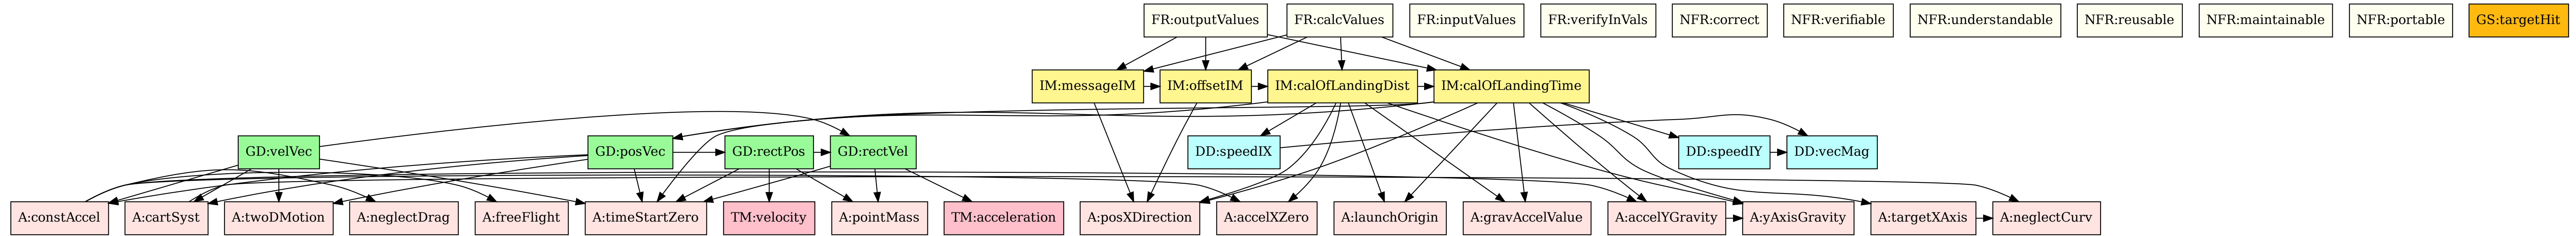 FR:outputValues
FR:calcValues
FR:inputValues
FR:verifyInVals
NFR:correct
NFR:verifiable
NFR:understandable
NFR:reusable
NFR:maintainable
NFR:portable
GS:targetHit
IM:messageIM
IM:offsetIM
IM:calOfLandingDist
IM:calOfLandingTime
GD:velVec
GD:posVec
GD:rectPos
GD:rectVel
DD:speedIX
DD:speedIY
DD:vecMag
A:constAccel
A:cartSyst
A:twoDMotion
A:neglectDrag
A:freeFlight
A:timeStartZero
TM:velocity
A:pointMass
TM:acceleration
A:posXDirection
A:accelXZero
A:launchOrigin
A:gravAccelValue
A:accelYGravity
A:yAxisGravity
A:targetXAxis
A:neglectCurv